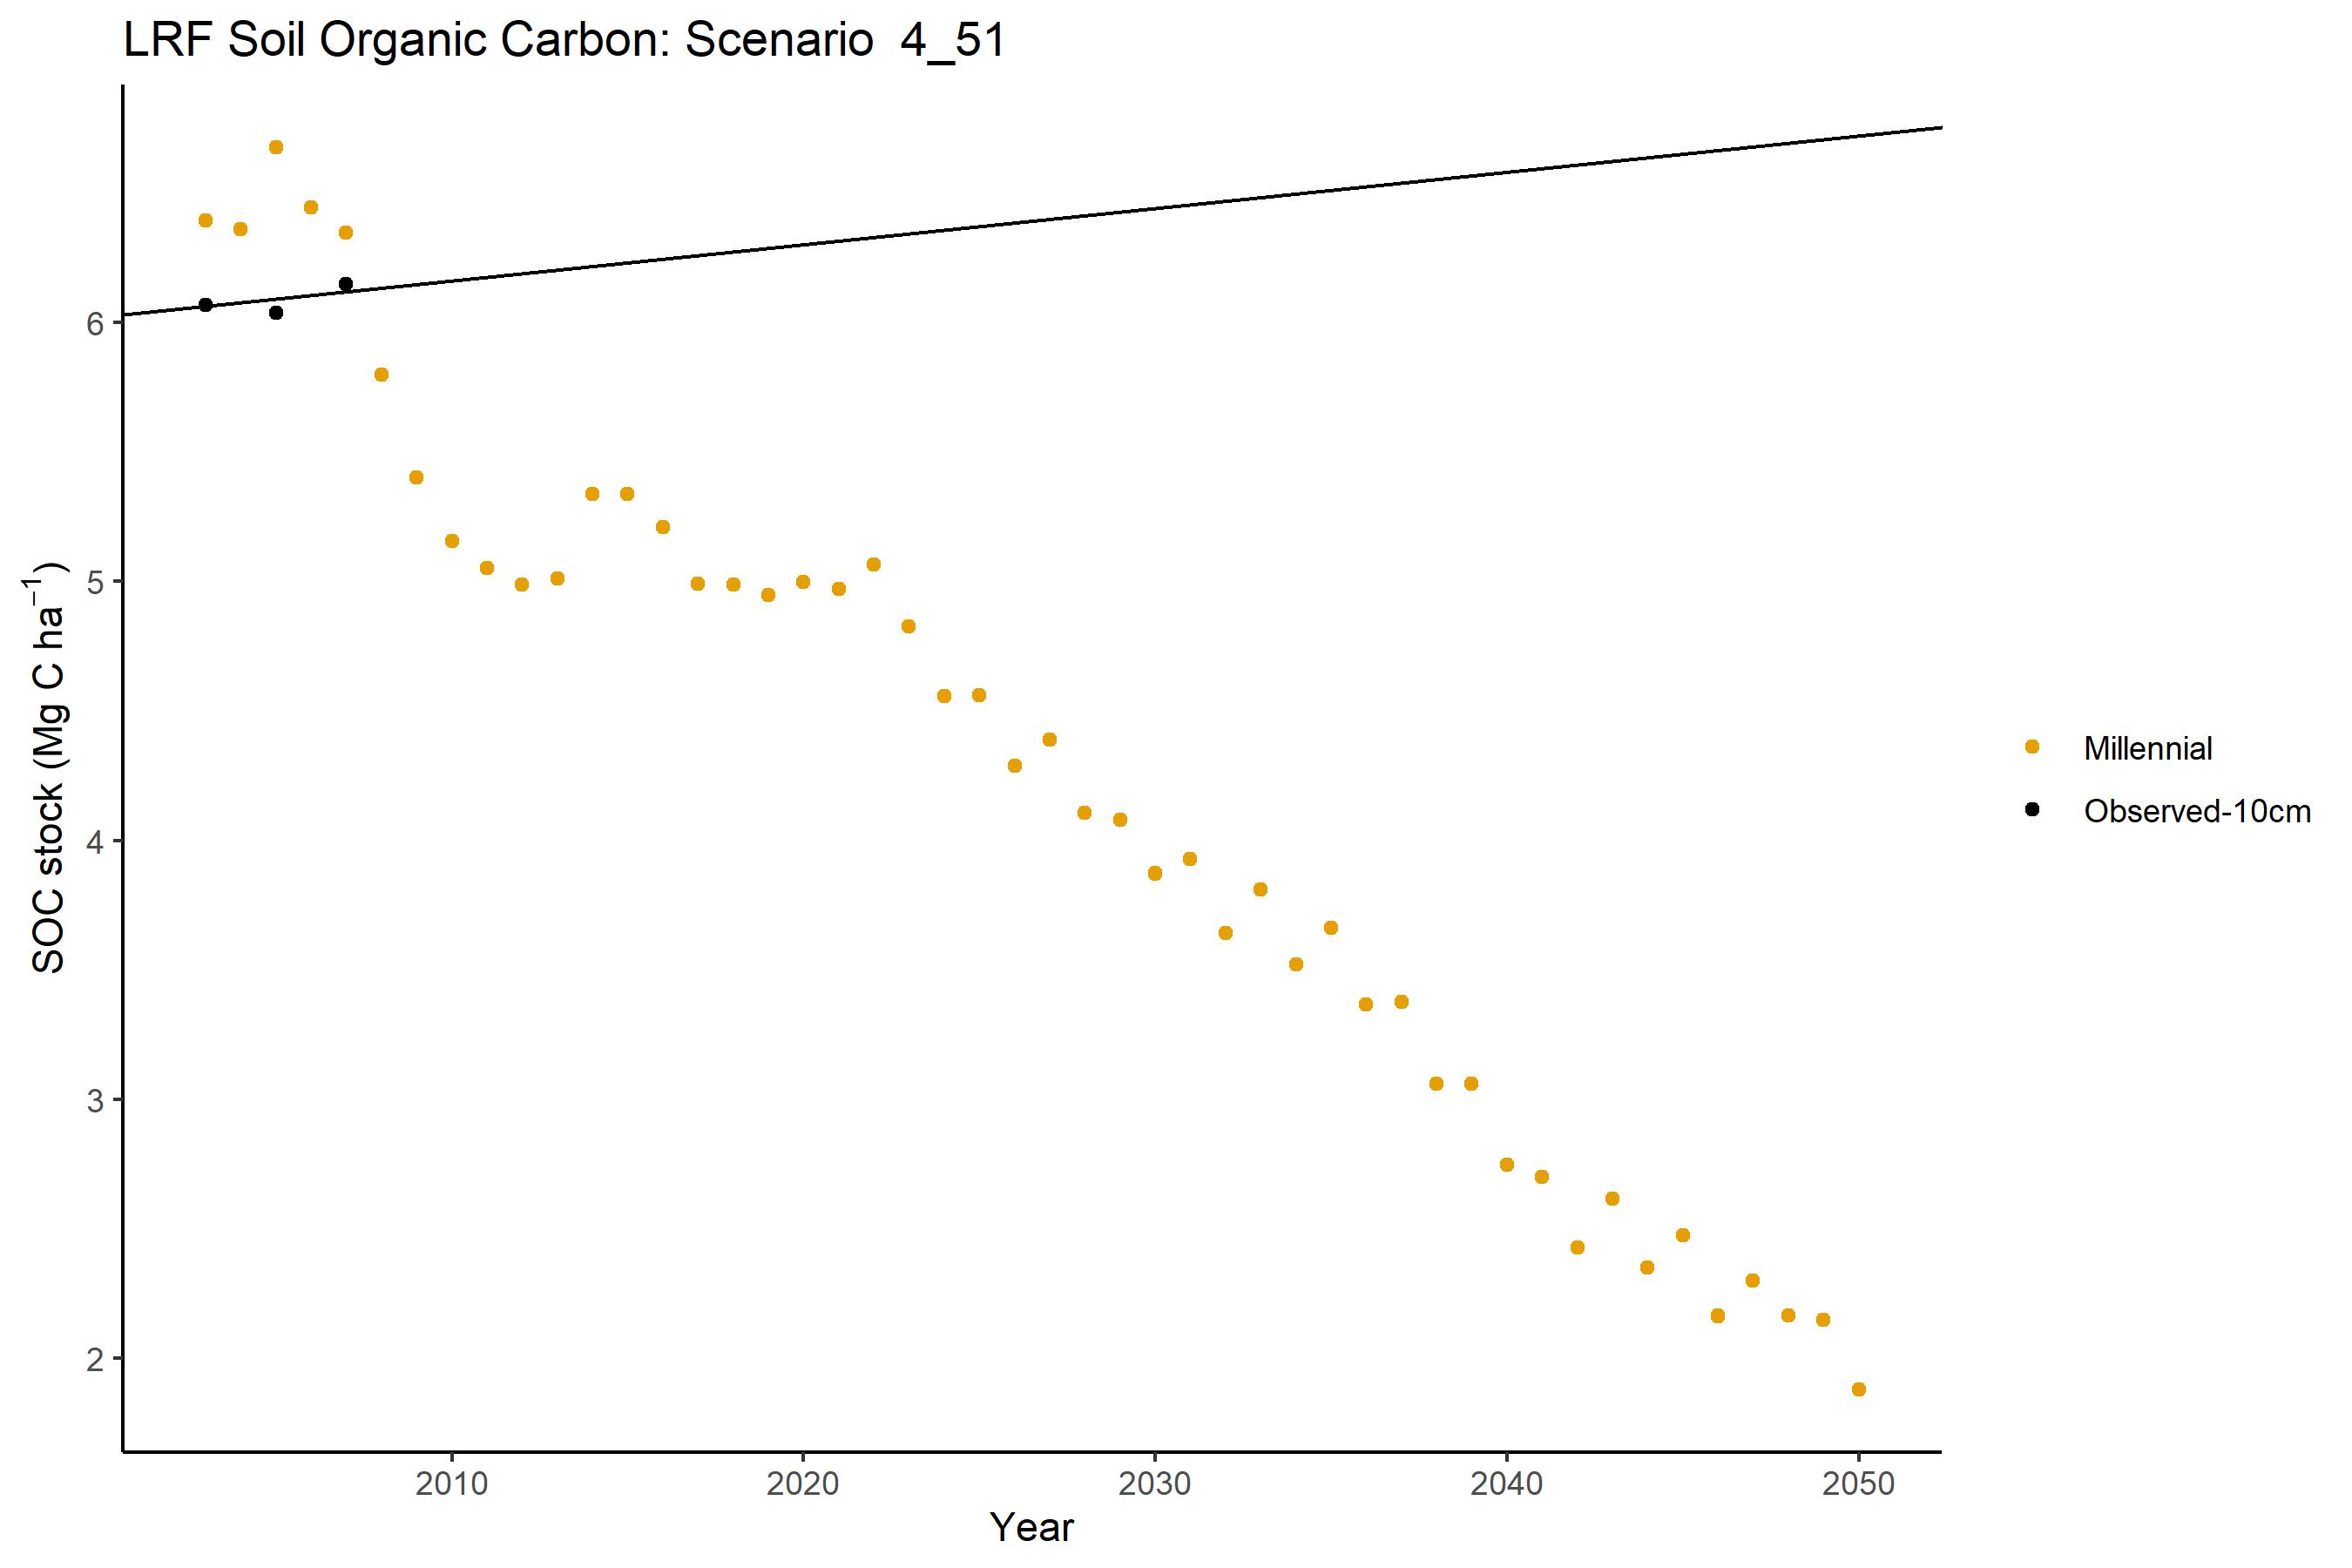 LRF Soil Organic Carbon: Scenario  4_51
SOC stock (Mg C ha⁻¹)
6
5
4
3
2
2010
2020
2030
2040
2050
Year
Millennial
Observed-10cm